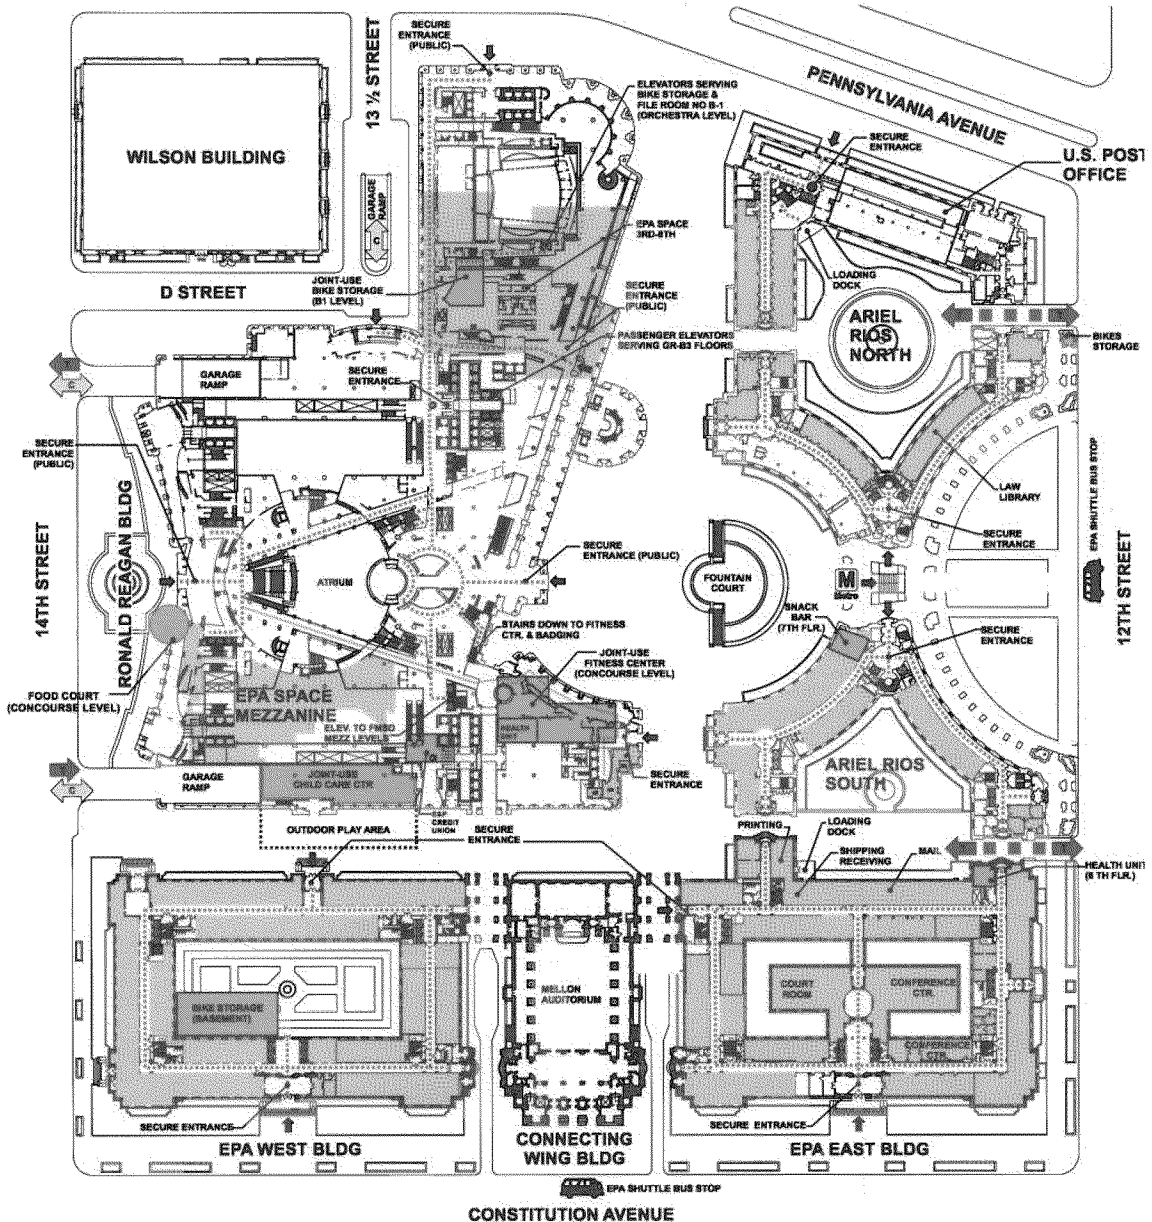 SECURE
ENTRANCE
(PUBLIC)
13 ½ STREET
PENNSYLVANIA AVENUE
ELEVATORS SERVING
BIKE STORAGE &
FILE ROOM NO B-1
(ORCHESTRA LEVEL)
SECURE
ENTRANCE
U.S. POST
OFFICE
WILSON BUILDING
GARAGE
RAMP
C
EPA SPACE
3RD-8TH
LOADING
DOCK
D STREET
JOINT-USE
BIKE STORAGE
(B1 LEVEL)
SECURE
ENTRANCE
(PUBLIC)
ARIEL
RIOS
NORTH
PASSENGER ELEVATORS
SERVING GR-B3 FLOORS
BIKES
STORAGE
GARAGE
RAMP
C
SECURE
ENTRANCE
SECURE
ENTRANCE
(PUBLIC)
EPA SHUTTLE BUS STOP
LAW
LIBRARY
14TH STREET
RONALD REAGAN BLDG
SECURE
ENTRANCE
12TH STREET
ATRIUM
SECURE
ENTRANCE (PUBLIC)
FOUNTAIN
COURT
M
Metro
SNACK
BAR
(7TH FLR.)
STAIRS DOWN TO FITNESS
CTR. & BADGING
SECURE
ENTRANCE
JOINT-USE
FITNESS CENTER
(CONCOURSE LEVEL)
FOOD COURT
(CONCOURSE LEVEL)
EPA SPACE
MEZZANINE
ELEV. TO FMSD
MEZZ LEVELS
HEALTH
UNIT
ARIEL RIOS
SOUTH
C
GARAGE
RAMP
JOINT-USE
CHILD CARE CTR
SECURE
ENTRANCE
CREDIT
UNION
OUTDOOR PLAY AREA
SECURE
ENTRANCE
PRINTING
LOADING
DOCK
SHIPPING
RECEIVING
MAIL
HEALTH UNIT
(6 TH FLR.)
MELLON
AUDITORIUM
COURT
ROOM
CONFERENCE
CTR.
BIKE STORAGE
(BASEMENT)
CONFERENCE
CTR.
SECURE ENTRANCE
SECURE ENTRANCE
EPA WEST BLDG
CONNECTING
WING BLDG
EPA EAST BLDG
EPA SHUTTLE BUS STOP
CONSTITUTION AVENUE